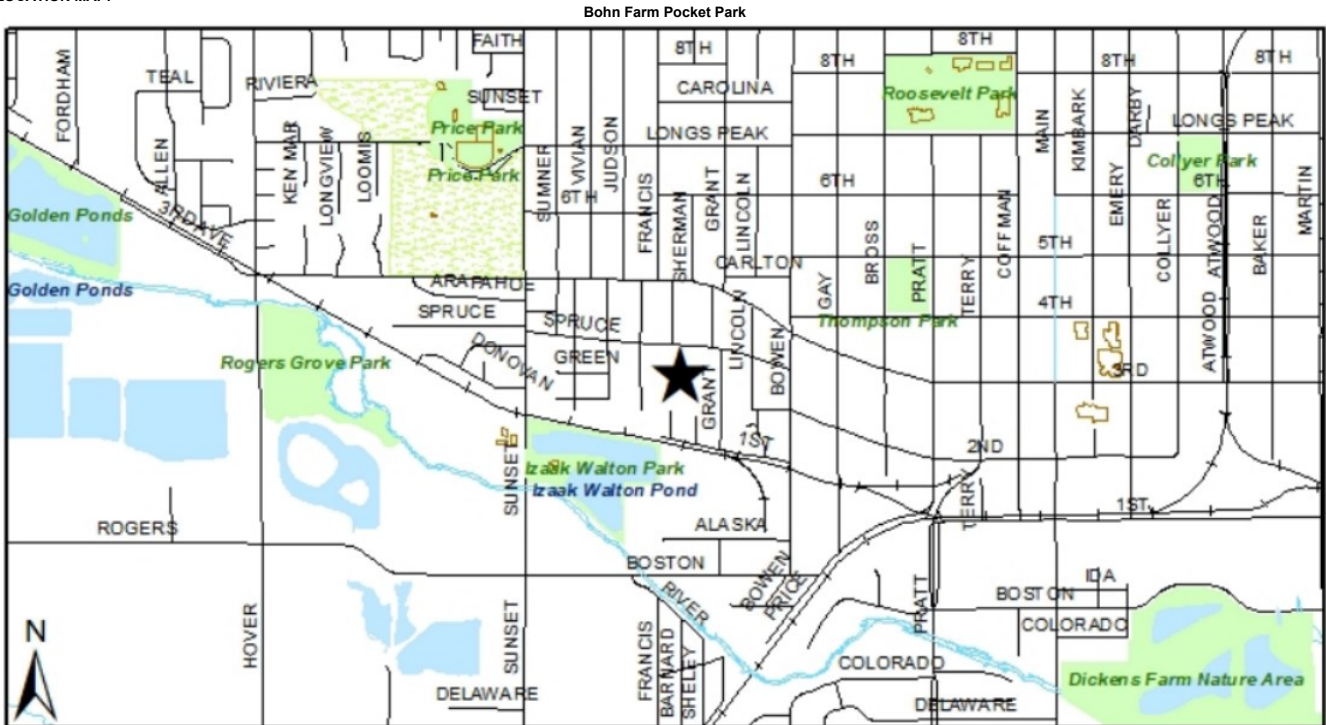 Bohn Farm Pocket Park
FAITH
8TH
8TH
8TH
8TH
8TH
TEAL
RIVIERA
CAROLINA
FORDHAM
SUNSET
Roosevelt Park
Price Park
LONGS PEAK
LONGS PEAK
MAIN
KIMBARK
DARBY
Price Park
Collyer Park
ALLEN
KEN MAR
LONGVIEW
LOOMIS
SUMNER
VIVIAN
JUDSON
6TH
6TH
6TH
FRANCIS
SHERMAN
GRANT
LINCOLN
COFFMAN
EMERY
COLLYER
ATWOOD
BAKER
MARTIN
3RD AVE
Golden Ponds
5TH
BROSS
PRATT
TERRY
CARLTON
GAY
Golden Ponds
ARAPAHOE
4TH
SPRUCE
SPRUCE
Thompson Park
LINCOLN
BOWEN
ATWOOD
Rogers Grove Park
DONOVAN
GREEN
GRANT
3RD
1ST
2ND
Izaak Walton Park
Izaak Walton Pond
SUNSET
TERRY
1ST
ROGERS
ALASKA
BOSTON
BOWEN
PRICE
IDA
BOSTON
RIVER
PRATT
COLORADO
N
HOVER
SUNSET
FRANCIS
BARNARD
SHELLEY
COLORADO
Dickens Farm Nature Area
DELAWARE
DELAWARE